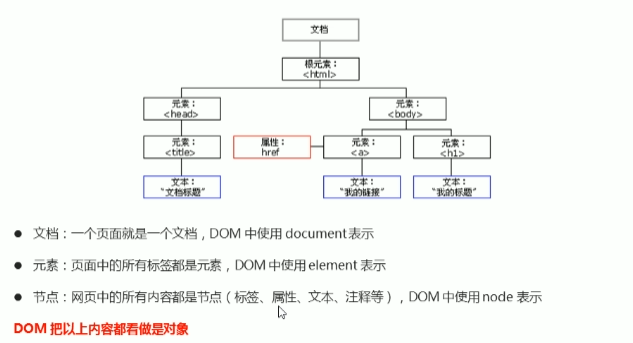 文档
根元素：
<html>
元素：
<head>
元素：
<body>
元素：
<title>
属性：
href
元素：
<a>
元素：
<h1>
文本：
"文档标题"
文本：
"我的链接"
文本：
"我的标题"
● 文档：一个页面就是一个文档，DOM 中使用 document 表示
● 元素：页面中的所有标签都是元素，DOM 中使用 element 表示
● 节点：网页中的所有内容都是节点（标签、属性、文本、注释等），DOM 中使用 node 表示
DOM 把以上内容都看做是对象